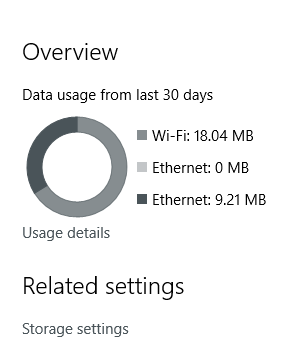 Overview
Data usage from last 30 days
Wi-Fi: 18.04 MB
Ethernet: 0 MB
Ethernet: 9.21 MB
Usage details
Related settings
Storage settings